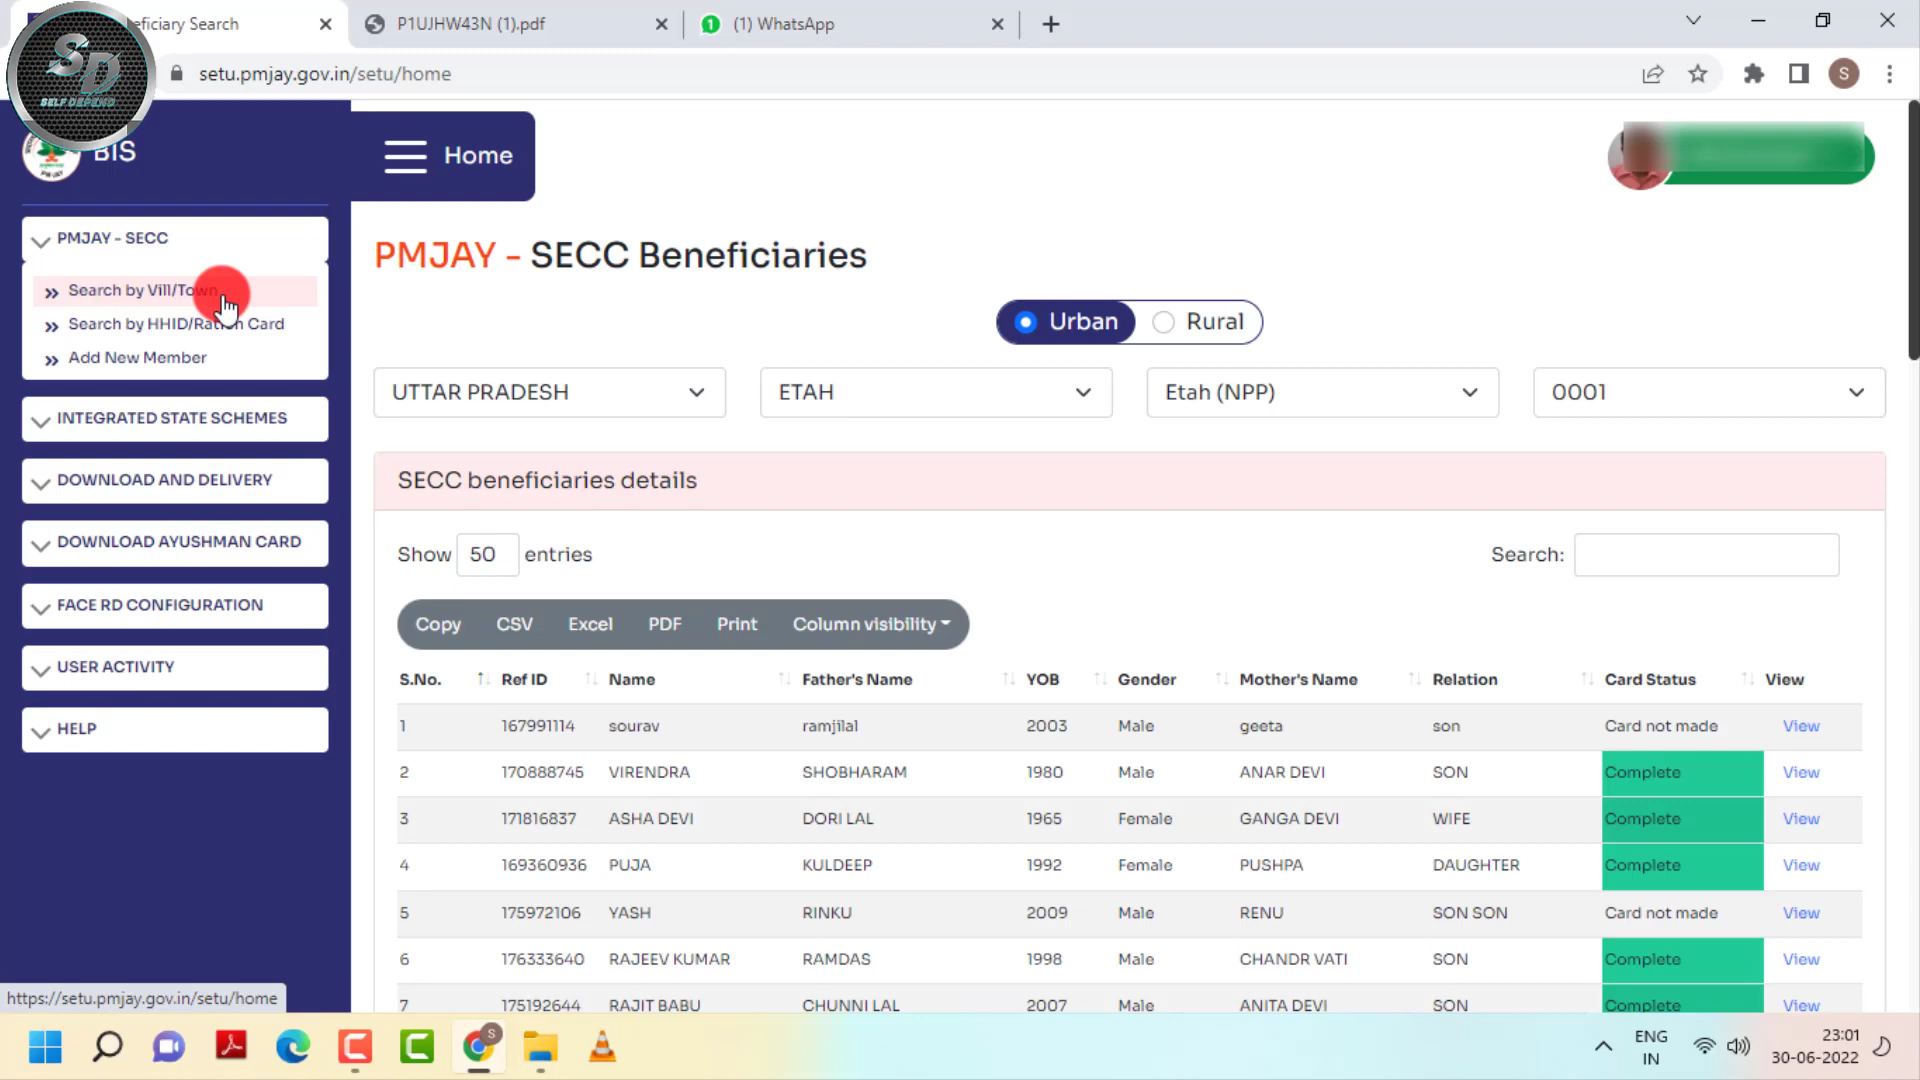 eficiary Search
P1UJHW43N (1).pdf
1
(1) WhatsApp
setu.pmjay.gov.in/setu/home
S
SD
SELF DEPEND
BIS
PM-JAY
Home
PMJAY - SECC
Search by Vill/Town
Search by HHID/Ration Card
Add New Member
INTEGRATED STATE SCHEMES
DOWNLOAD AND DELIVERY
DOWNLOAD AYUSHMAN CARD
FACE RD CONFIGURATION
USER ACTIVITY
HELP
PMJAY - SECC Beneficiaries
Urban Rural
UTTAR PRADESH ETAH Etah (NPP) 0001
SECC beneficiaries details
Show 50 entries Search:
Copy CSV Excel PDF Print Column visibility
S.No. Ref ID Name Father's Name YOB Gender Mother's Name Relation Card Status View
1 167991114 sourav ramjilal 2003 Male geeta son Card not made View
2 170888745 VIRENDRA SHOBHARAM 1980 Male ANAR DEVI SON Complete View
3 171816837 ASHA DEVI DORI LAL 1965 Female GANGA DEVI WIFE Complete View
4 169360936 PUJA KULDEEP 1992 Female PUSHPA DAUGHTER Complete View
5 175972106 YASH RINKU 2009 Male RENU SON SON Card not made View
6 176333640 RAJEEV KUMAR RAMDAS 1998 Male CHANDR VATI SON Complete View
7 175192644 RAJIT BABU CHUNNI LAL 2007 Male ANITA DEVI SON Complete View
https://setu.pmjay.gov.in/setu/home
S
ENG
IN
23:01
30-06-2022